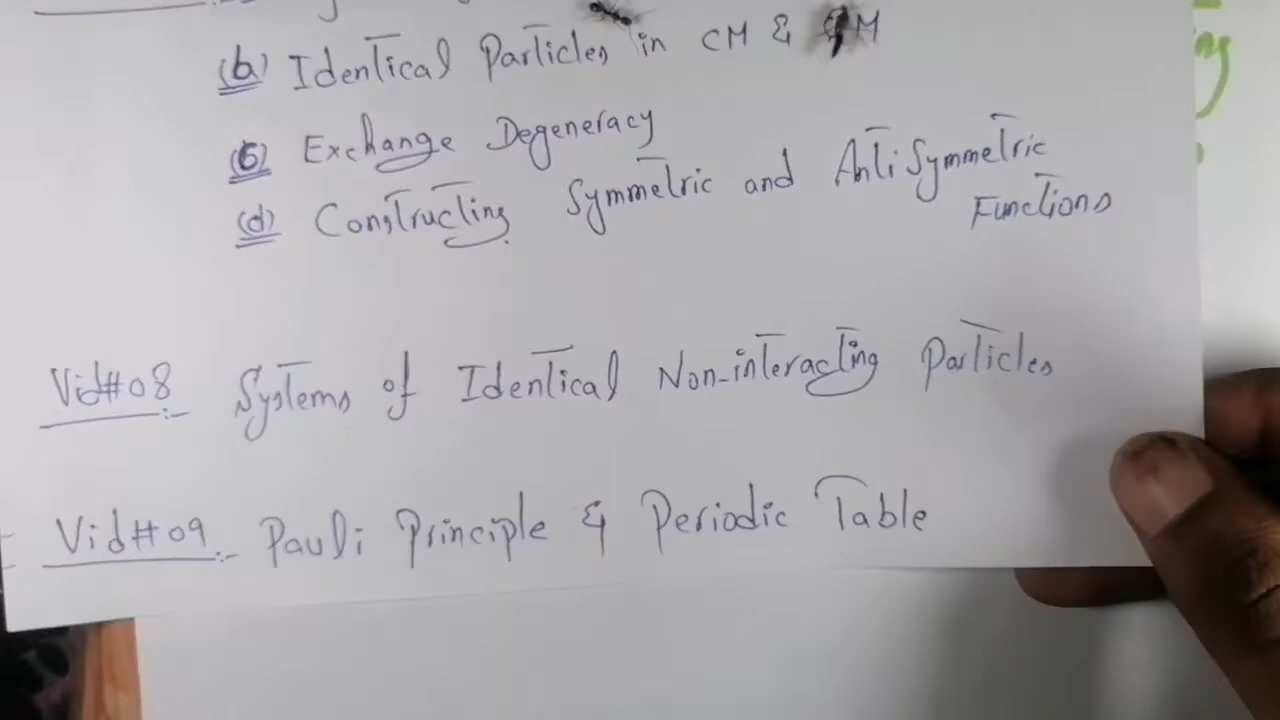 (b) Identical Particles in CM & QM
(c) Exchange Degeneracy
(d) Constructing Symmetric and AntiSymmetric
Functions
Vid#08 :- Systems of Identical Non-interacting Particles
Vid#09 :- Pauli Principle & Periodic Table